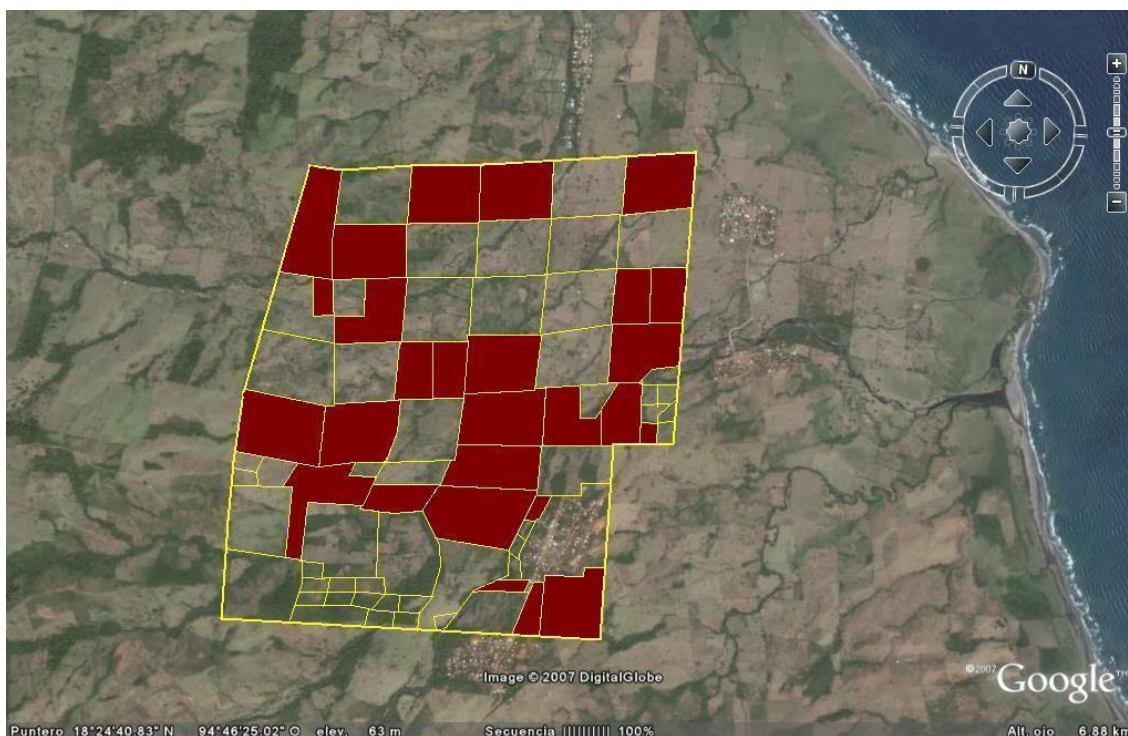 N
Image © 2007 DigitalGlobe
©2007 Google™
Puntero 18°24'40.83" N 94°46'25.02" O elev. 63 m Secuencia |||||||||| 100% Alt. ojo 6.88 km